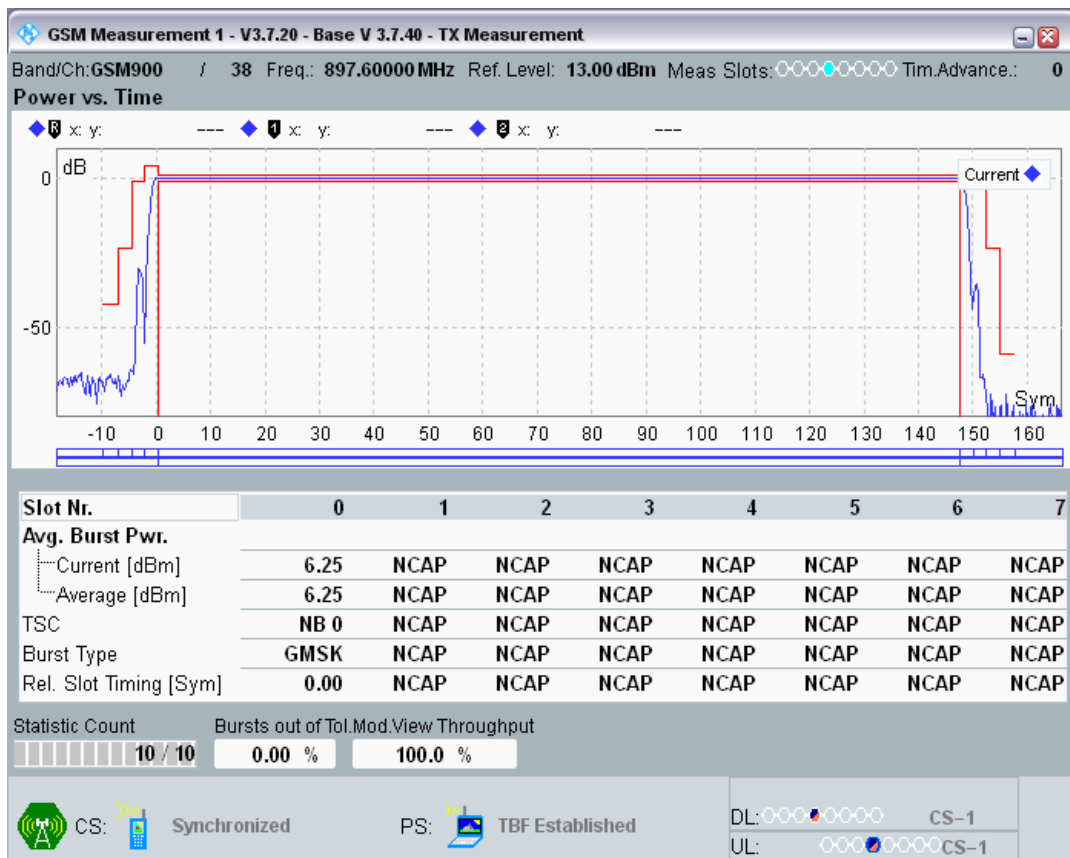 GSM Measurement 1 - V3.7.20 - Base V 3.7.40 - TX Measurement
Band/Ch:GSM900 / 38 Freq.: 897.60000 MHz Ref. Level: 13.00 dBm Meas Slots: Tim.Advance.: 0
Power vs. Time
R x: y: --- 1 x: y: --- 2 x: y: ---
dB
Current
0
-50
Sym
-10 0 10 20 30 40 50 60 70 80 90 100 110 120 130 140 150 160
Slot Nr. 0 1 2 3 4 5 6 7
Avg. Burst Pwr.
Current [dBm] 6.25 NCAP NCAP NCAP NCAP NCAP NCAP NCAP
Average [dBm] 6.25 NCAP NCAP NCAP NCAP NCAP NCAP NCAP
TSC NB 0 NCAP NCAP NCAP NCAP NCAP NCAP NCAP
Burst Type GMSK NCAP NCAP NCAP NCAP NCAP NCAP NCAP
Rel. Slot Timing [Sym] 0.00 NCAP NCAP NCAP NCAP NCAP NCAP NCAP
Statistic Count Bursts out of Tol. Mod.View Throughput
10 / 10 0.00 % 100.0 %
CS: Synchronized PS: TBF Established
DL: CS-1
UL: CS-1